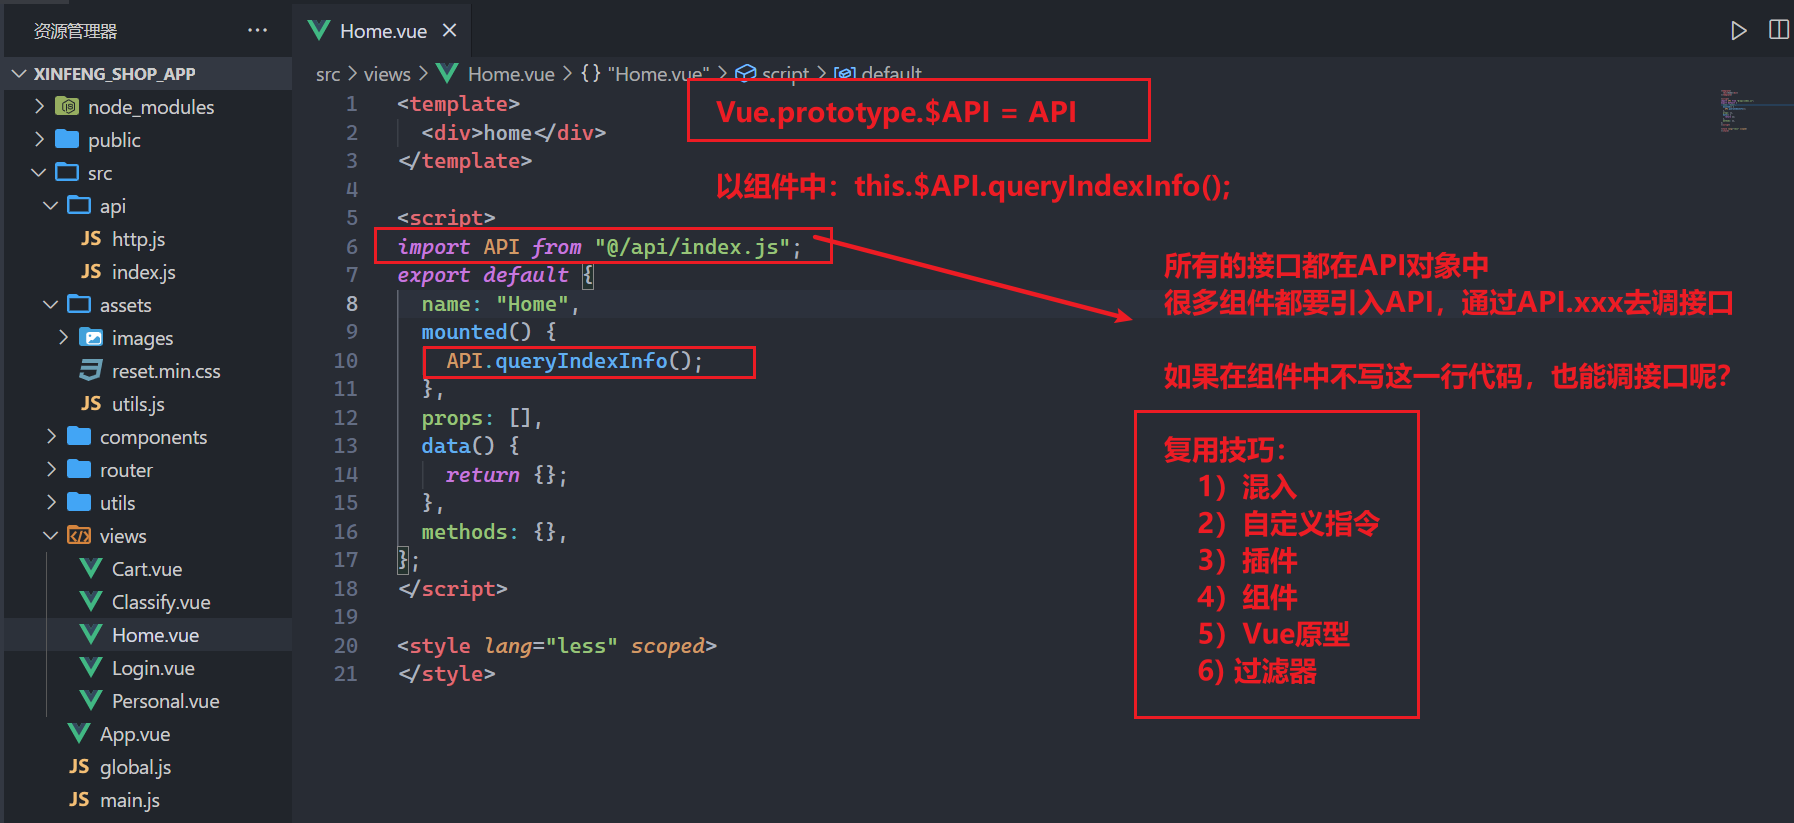 资源管理器 ···
XINFENG_SHOP_APP
node_modules
public
src
api
JS http.js
JS index.js
assets
images
reset.min.css
JS utils.js
components
router
utils
views
Cart.vue
Classify.vue
Home.vue
Login.vue
Personal.vue
App.vue
JS global.js
JS main.js
Home.vue
src > views > Home.vue > {} "Home.vue" > script > default
1 <template>
2 <div>home</div>
3 </template>
4
5 <script>
6 import API from "@/api/index.js";
7 export default {
8 name: "Home",
9 mounted() {
10 API.queryIndexInfo();
11 },
12 props: [],
13 data() {
14 return {};
15 },
16 methods: {},
17 };
18 </script>
19
20 <style lang="less" scoped>
21 </style>
Vue.prototype.$API = API
以组件中：this.$API.queryIndexInfo();
所有的接口都在API对象中
很多组件都要引入API，通过API.xxx去调接口
如果在组件中不写这一行代码，也能调接口呢？
复用技巧：
1）混入
2）自定义指令
3）插件
4）组件
5）Vue原型
6) 过滤器